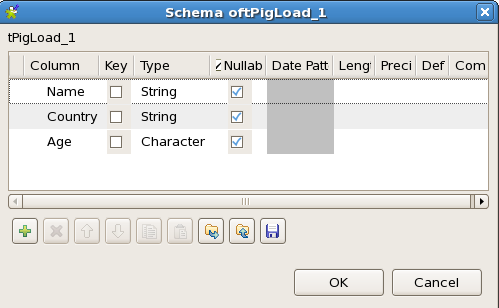 Schema oftPigLoad_1
tPigLoad_1
Column Key Type Nullab Date Patt Lengt Preci Def Com
Name String
Country String
Age Character
OK Cancel